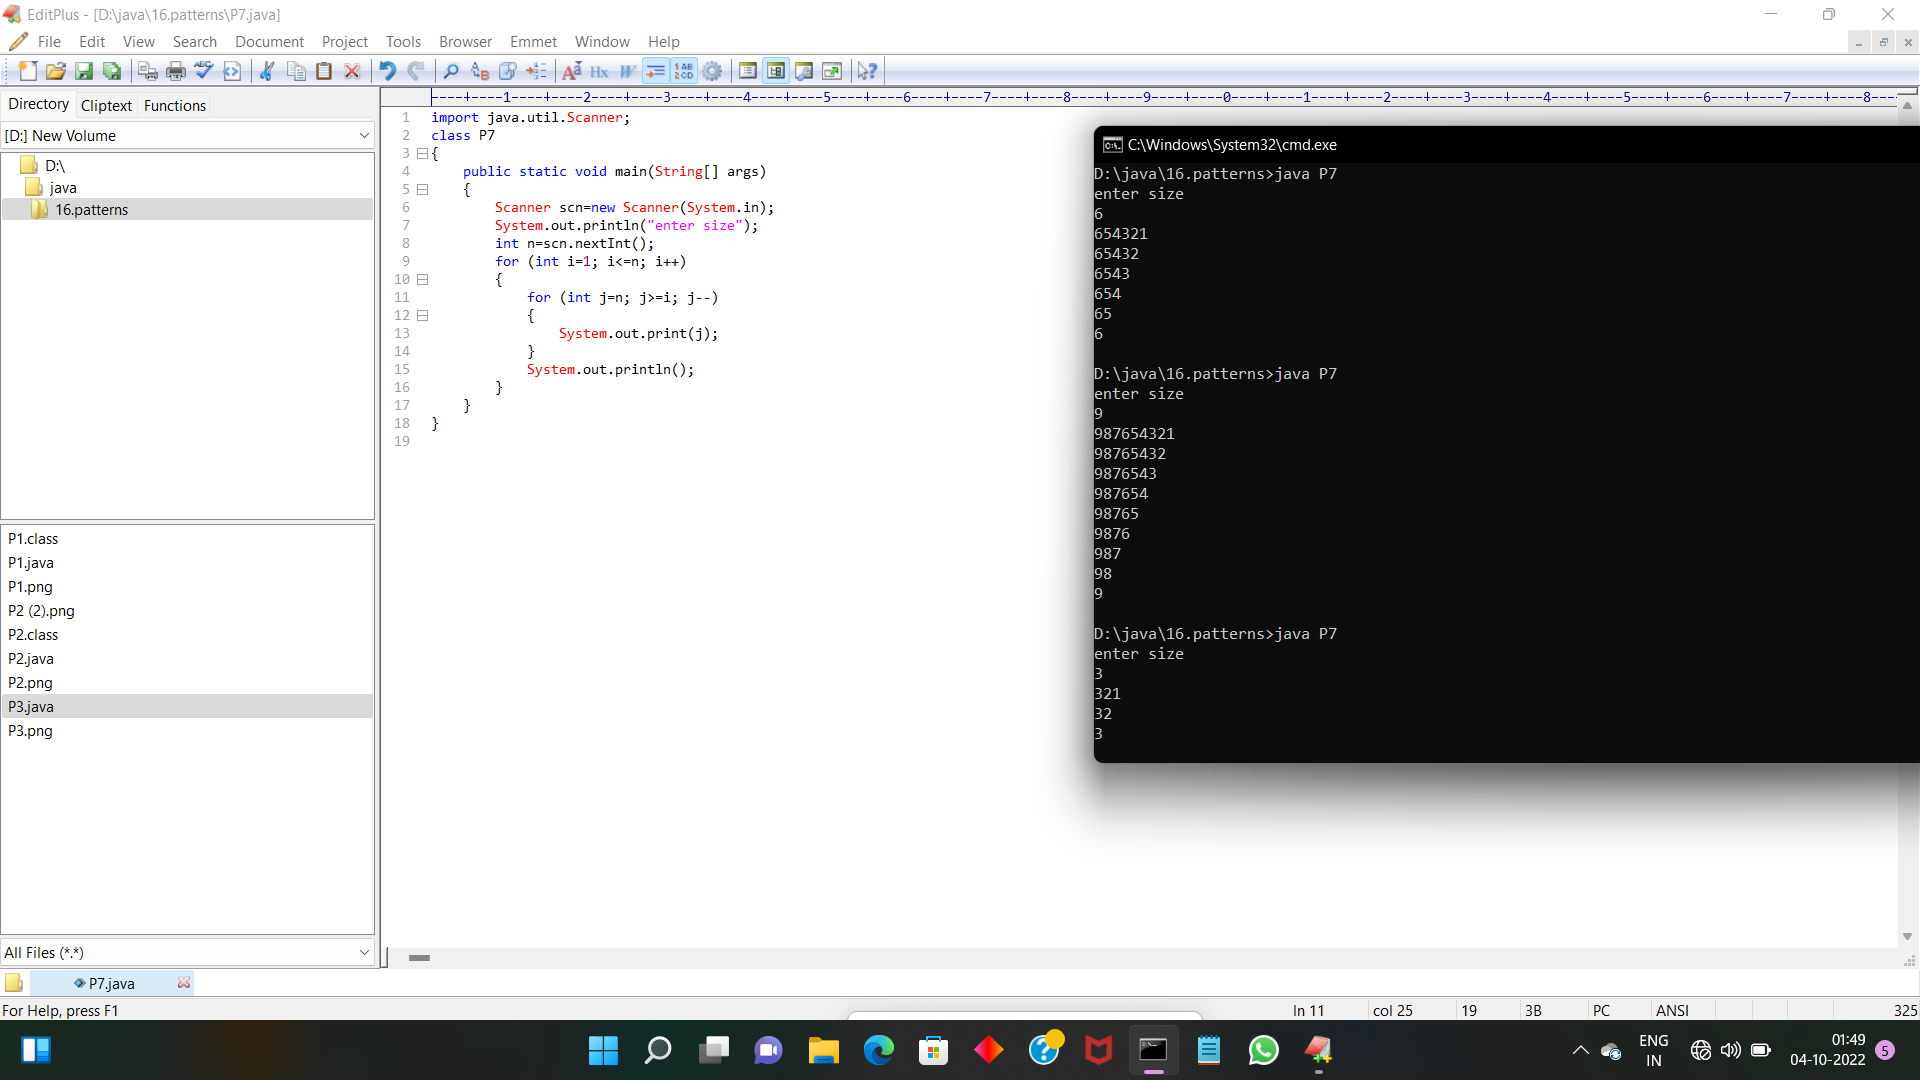 EditPlus - [D:\java\16.patterns\P7.java]
File Edit View Search Document Project Tools Browser Emmet Window Help
Directory Cliptext Functions
[D:] New Volume
D:\
java
16.patterns
P1.class
P1.java
P1.png
P2 (2).png
P2.class
P2.java
P2.png
P3.java
P3.png
All Files (*.*)
----+----1----+----2----+----3----+----4----+----5----+----6----+----7----+----8----+----9----+----0----+----1----+----2----+----3----+----4----+----5----+----6----+----7----+----8---
1 import java.util.Scanner;
2 class P7
3 {
4     public static void main(String[] args)
5     {
6         Scanner scn=new Scanner(System.in);
7         System.out.println("enter size");
8         int n=scn.nextInt();
9         for (int i=1; i<=n; i++)
10         {
11             for (int j=n; j>=i; j--)
12             {
13                 System.out.print(j);
14             }
15             System.out.println();
16         }
17     }
18 }
19
C:\Windows\System32\cmd.exe
D:\java\16.patterns>java P7
enter size
6
654321
65432
6543
654
65
6
D:\java\16.patterns>java P7
enter size
9
987654321
98765432
9876543
987654
98765
9876
987
98
9
D:\java\16.patterns>java P7
enter size
3
321
32
3
P7.java
For Help, press F1
ln 11 col 25 19 3B PC ANSI 325
ENG
IN
01:49
04-10-2022
5